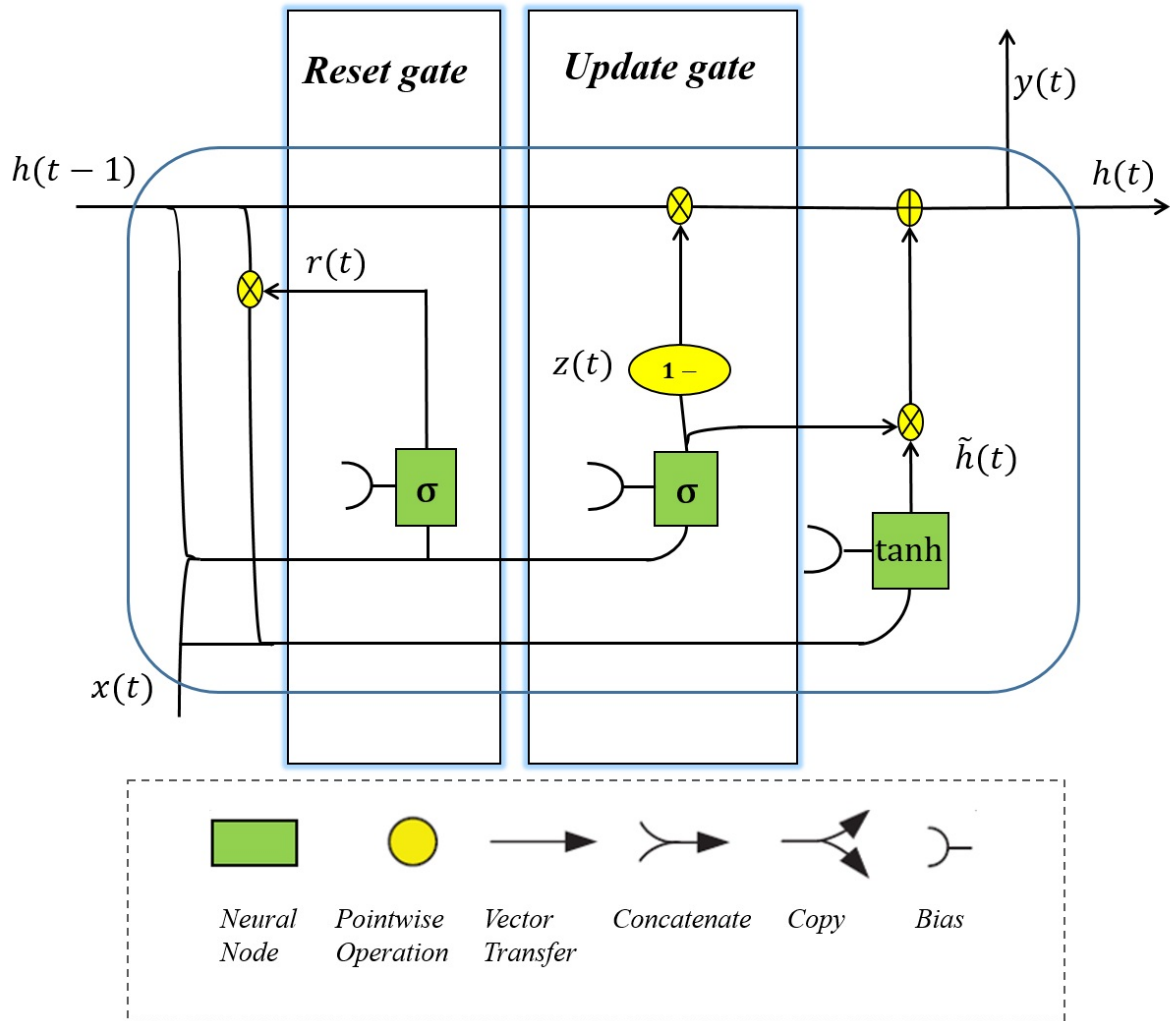 Reset gate
Update gate
y(t)
h(t − 1)
h(t)
r(t)
z(t)
1 −
h̃(t)
σ
σ
tanh
x(t)
Neural
Node
Pointwise
Operation
Vector
Transfer
Concatenate
Copy
Bias